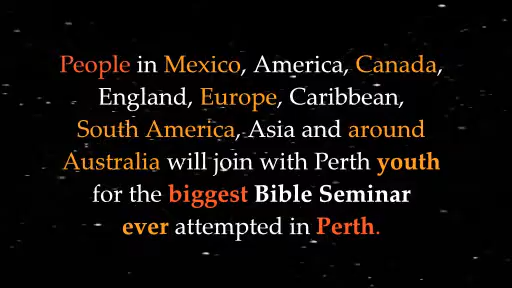 People in Mexico, America, Canada,
England, Europe, Caribbean,
South America, Asia and around
Australia will join with Perth youth
for the biggest Bible Seminar
ever attempted in Perth.